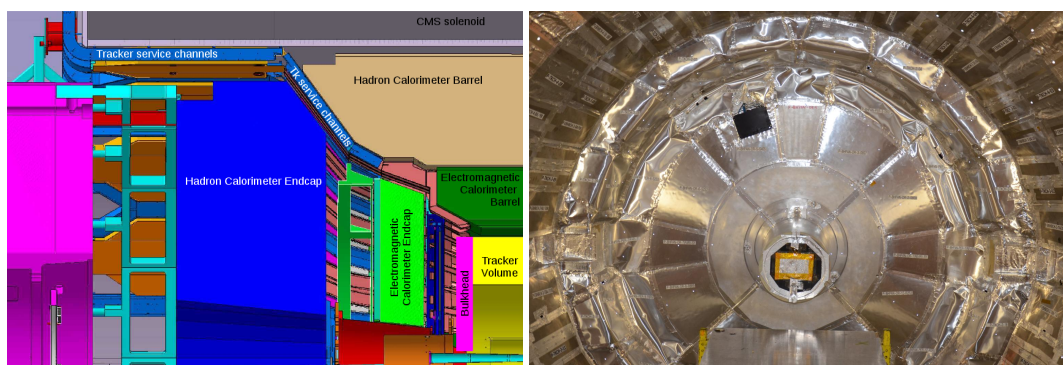 CMS solenoid
Tracker service channels
Hadron Calorimeter Barrel
Tk service channels
Hadron Calorimeter Endcap
Electromagnetic
Calorimeter
Barrel
Electromagnetic
Calorimeter Endcap
Tracker
Volume
Bulkhead